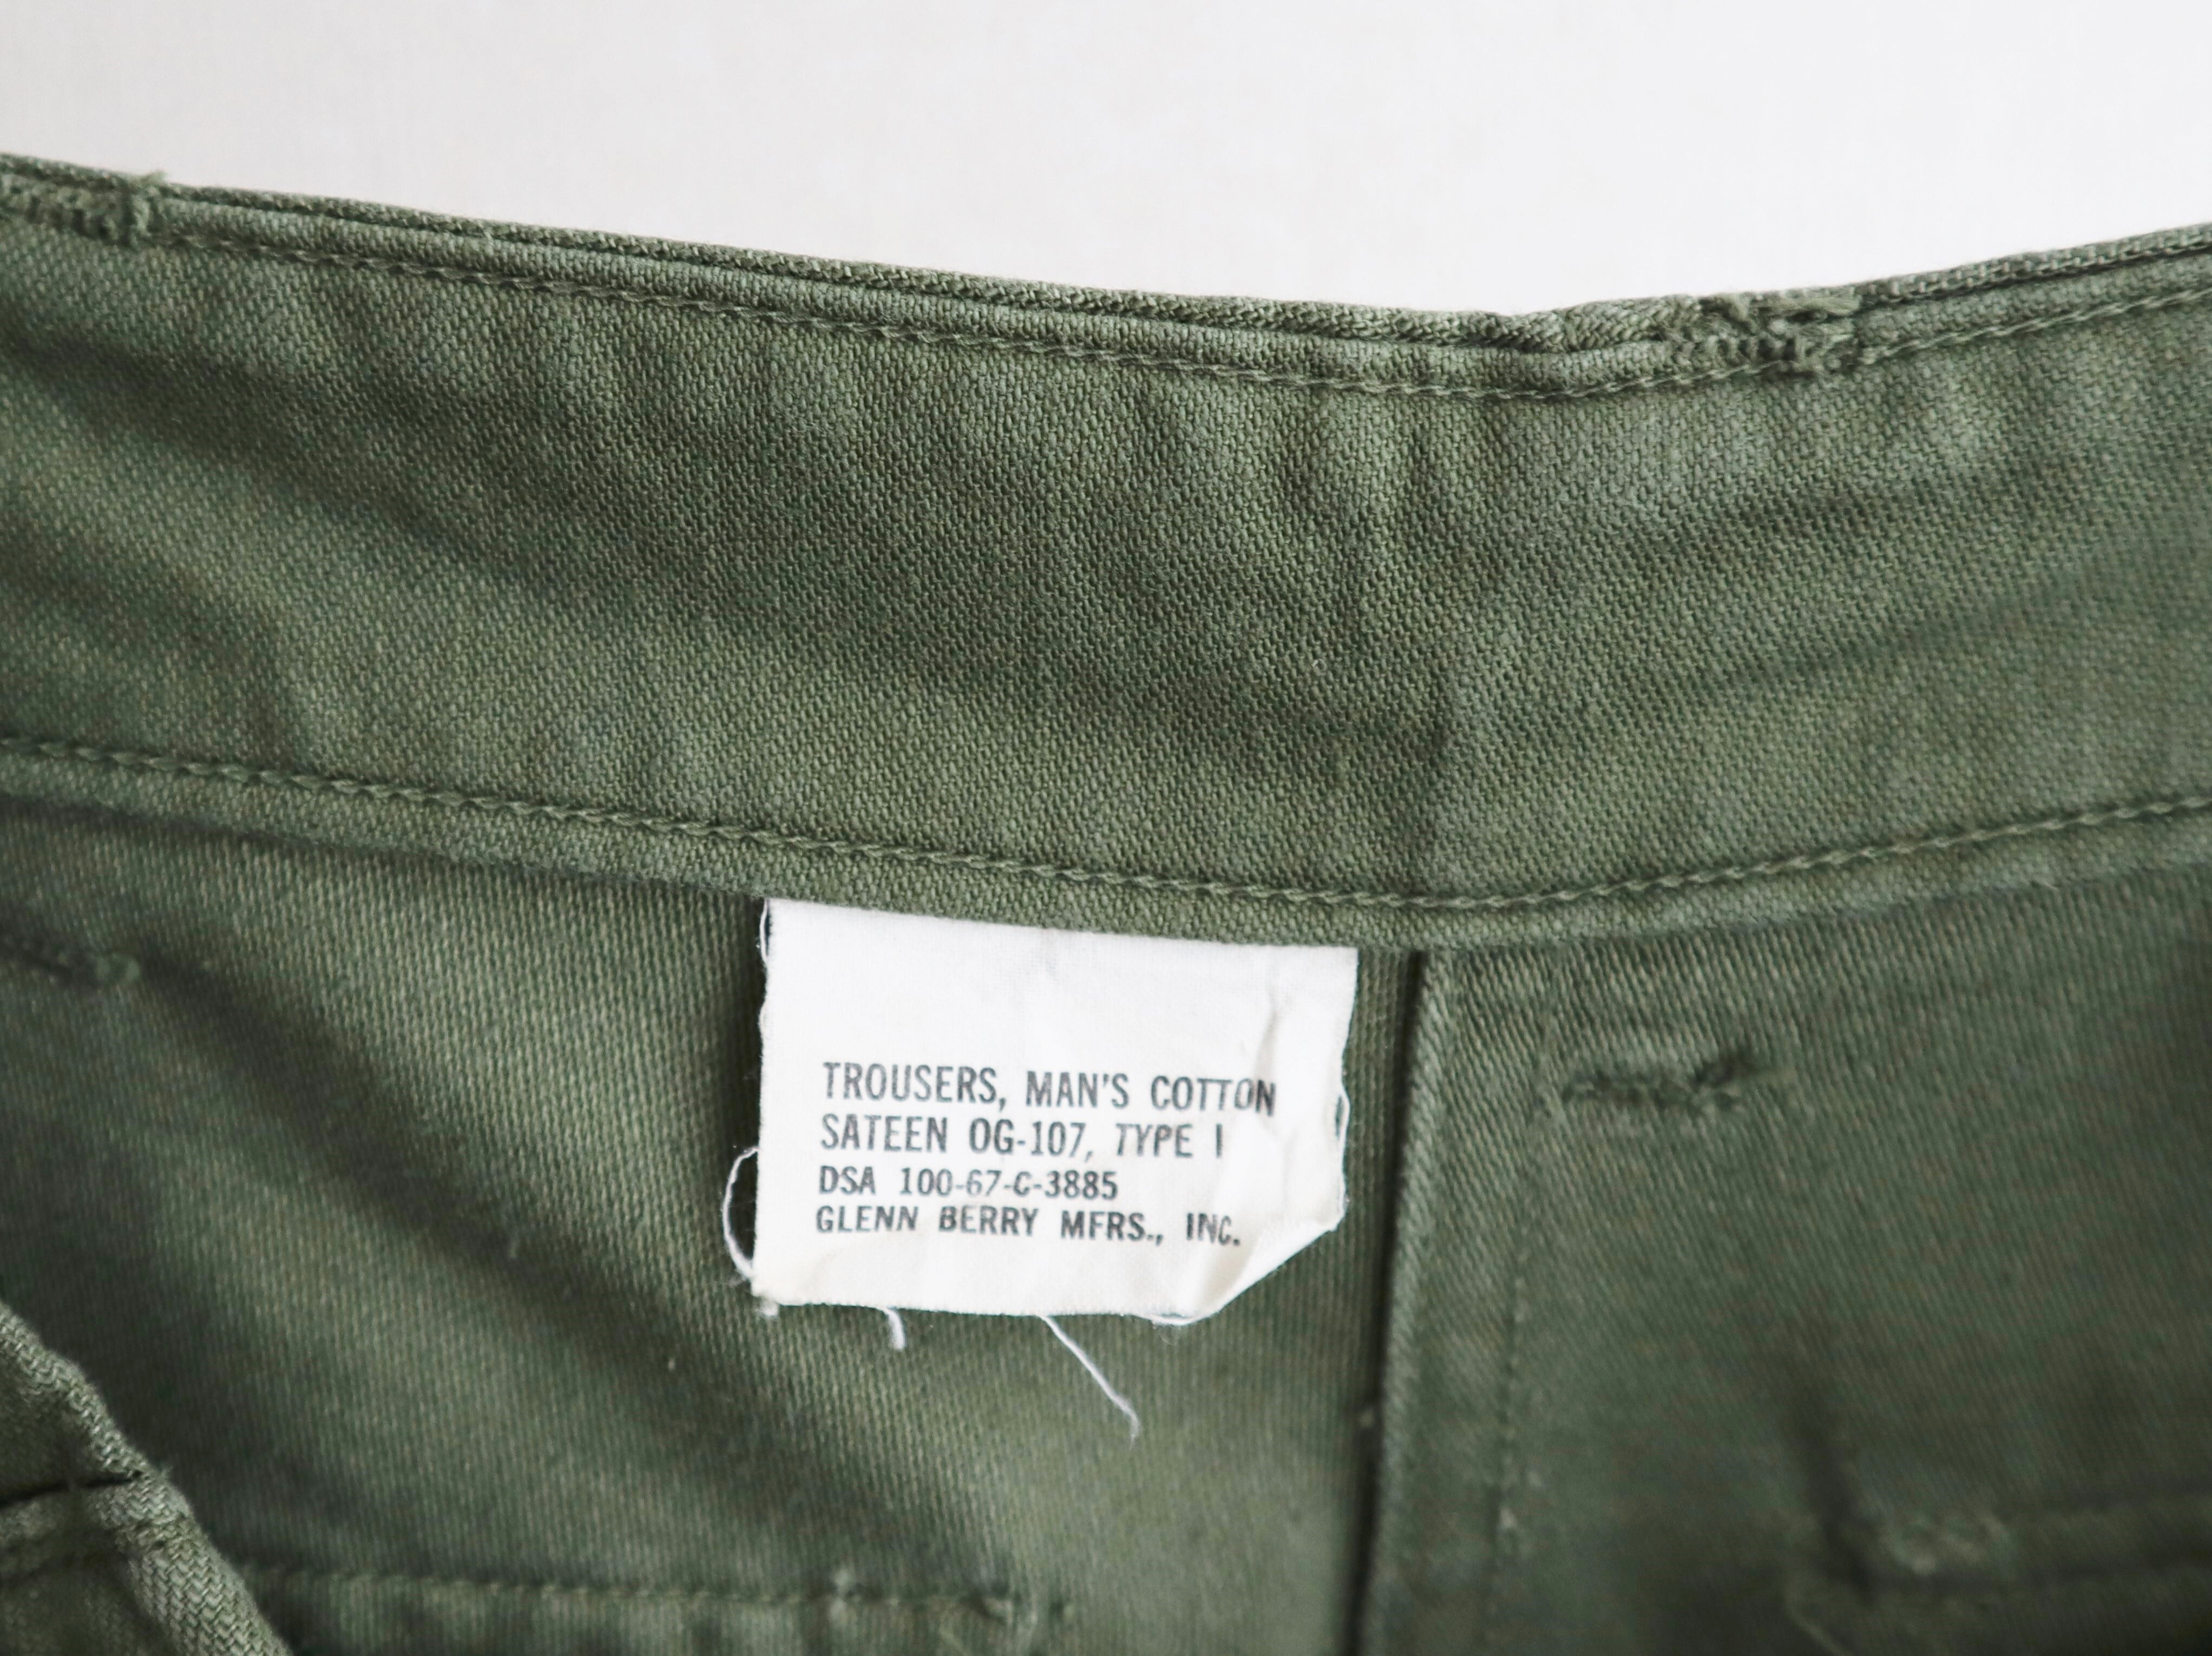 TROUSERS, MAN'S COTTON
SATEEN OG-107, TYPE I
DSA 100-67-C-3885
GLENN BERRY MFRS., INC.